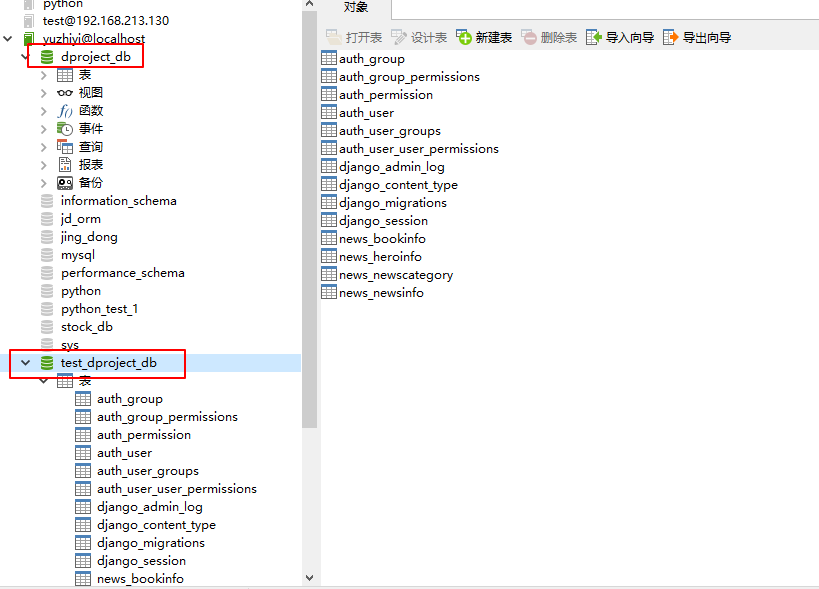 python
test@192.168.213.130
yuzhiyi@localhost
dproject_db
表
视图
函数
事件
查询
报表
备份
information_schema
jd_orm
jing_dong
mysql
performance_schema
python
python_test_1
stock_db
sys
test_dproject_db
表
auth_group
auth_group_permissions
auth_permission
auth_user
auth_user_groups
auth_user_user_permissions
django_admin_log
django_content_type
django_migrations
django_session
news_bookinfo
对象
打开表 设计表 新建表 删除表 导入向导 导出向导
auth_group
auth_group_permissions
auth_permission
auth_user
auth_user_groups
auth_user_user_permissions
django_admin_log
django_content_type
django_migrations
django_session
news_bookinfo
news_heroinfo
news_newscategory
news_newsinfo